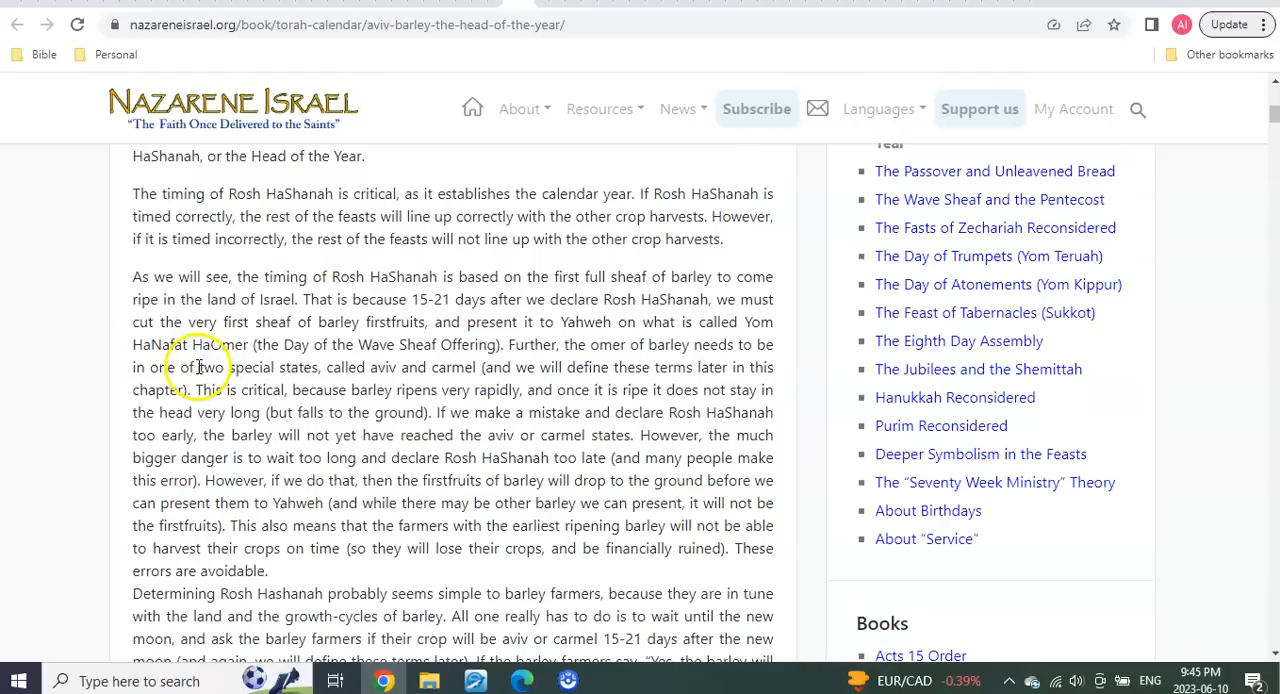 nazareneisrael.org/book/torah-calendar/aviv-barley-the-head-of-the-year/
AI
Update
Bible
Personal
Other bookmarks
NAZARENE ISRAEL
"The Faith Once Delivered to the Saints"
About
Resources
News
Subscribe
Languages
Support us
My Account
HaShanah, or the Head of the Year.
The timing of Rosh HaShanah is critical, as it establishes the calendar year. If Rosh HaShanah is
timed correctly, the rest of the feasts will line up correctly with the other crop harvests. However,
if it is timed incorrectly, the rest of the feasts will not line up with the other crop harvests.
As we will see, the timing of Rosh HaShanah is based on the first full sheaf of barley to come
ripe in the land of Israel. That is because 15-21 days after we declare Rosh HaShanah, we must
cut the very first sheaf of barley firstfruits, and present it to Yahweh on what is called Yom
HaNafat HaOmer (the Day of the Wave Sheaf Offering). Further, the omer of barley needs to be
in one of two special states, called aviv and carmel (and we will define these terms later in this
chapter). This is critical, because barley ripens very rapidly, and once it is ripe it does not stay in
the head very long (but falls to the ground). If we make a mistake and declare Rosh HaShanah
too early, the barley will not yet have reached the aviv or carmel states. However, the much
bigger danger is to wait too long and declare Rosh HaShanah too late (and many people make
this error). However, if we do that, then the firstfruits of barley will drop to the ground before we
can present them to Yahweh (and while there may be other barley we can present, it will not be
the firstfruits). This also means that the farmers with the earliest ripening barley will not be able
to harvest their crops on time (so they will lose their crops, and be financially ruined). These
errors are avoidable.
Determining Rosh Hashanah probably seems simple to barley farmers, because they are in tune
with the land and the growth-cycles of barley. All one really has to do is to wait until the new
moon, and ask the barley farmers if their crop will be aviv or carmel 15-21 days after the new
moon (and again, we will define these terms later). If the barley farmers say, "Yes, the barley will
Year
The Passover and Unleavened Bread
The Wave Sheaf and the Pentecost
The Fasts of Zechariah Reconsidered
The Day of Trumpets (Yom Teruah)
The Day of Atonements (Yom Kippur)
The Feast of Tabernacles (Sukkot)
The Eighth Day Assembly
The Jubilees and the Shemittah
Hanukkah Reconsidered
Purim Reconsidered
Deeper Symbolism in the Feasts
The "Seventy Week Ministry" Theory
About Birthdays
About "Service"
Books
Acts 15 Order
Type here to search
EUR/CAD -0.39%
ENG
9:45 PM
2023-06-10
2